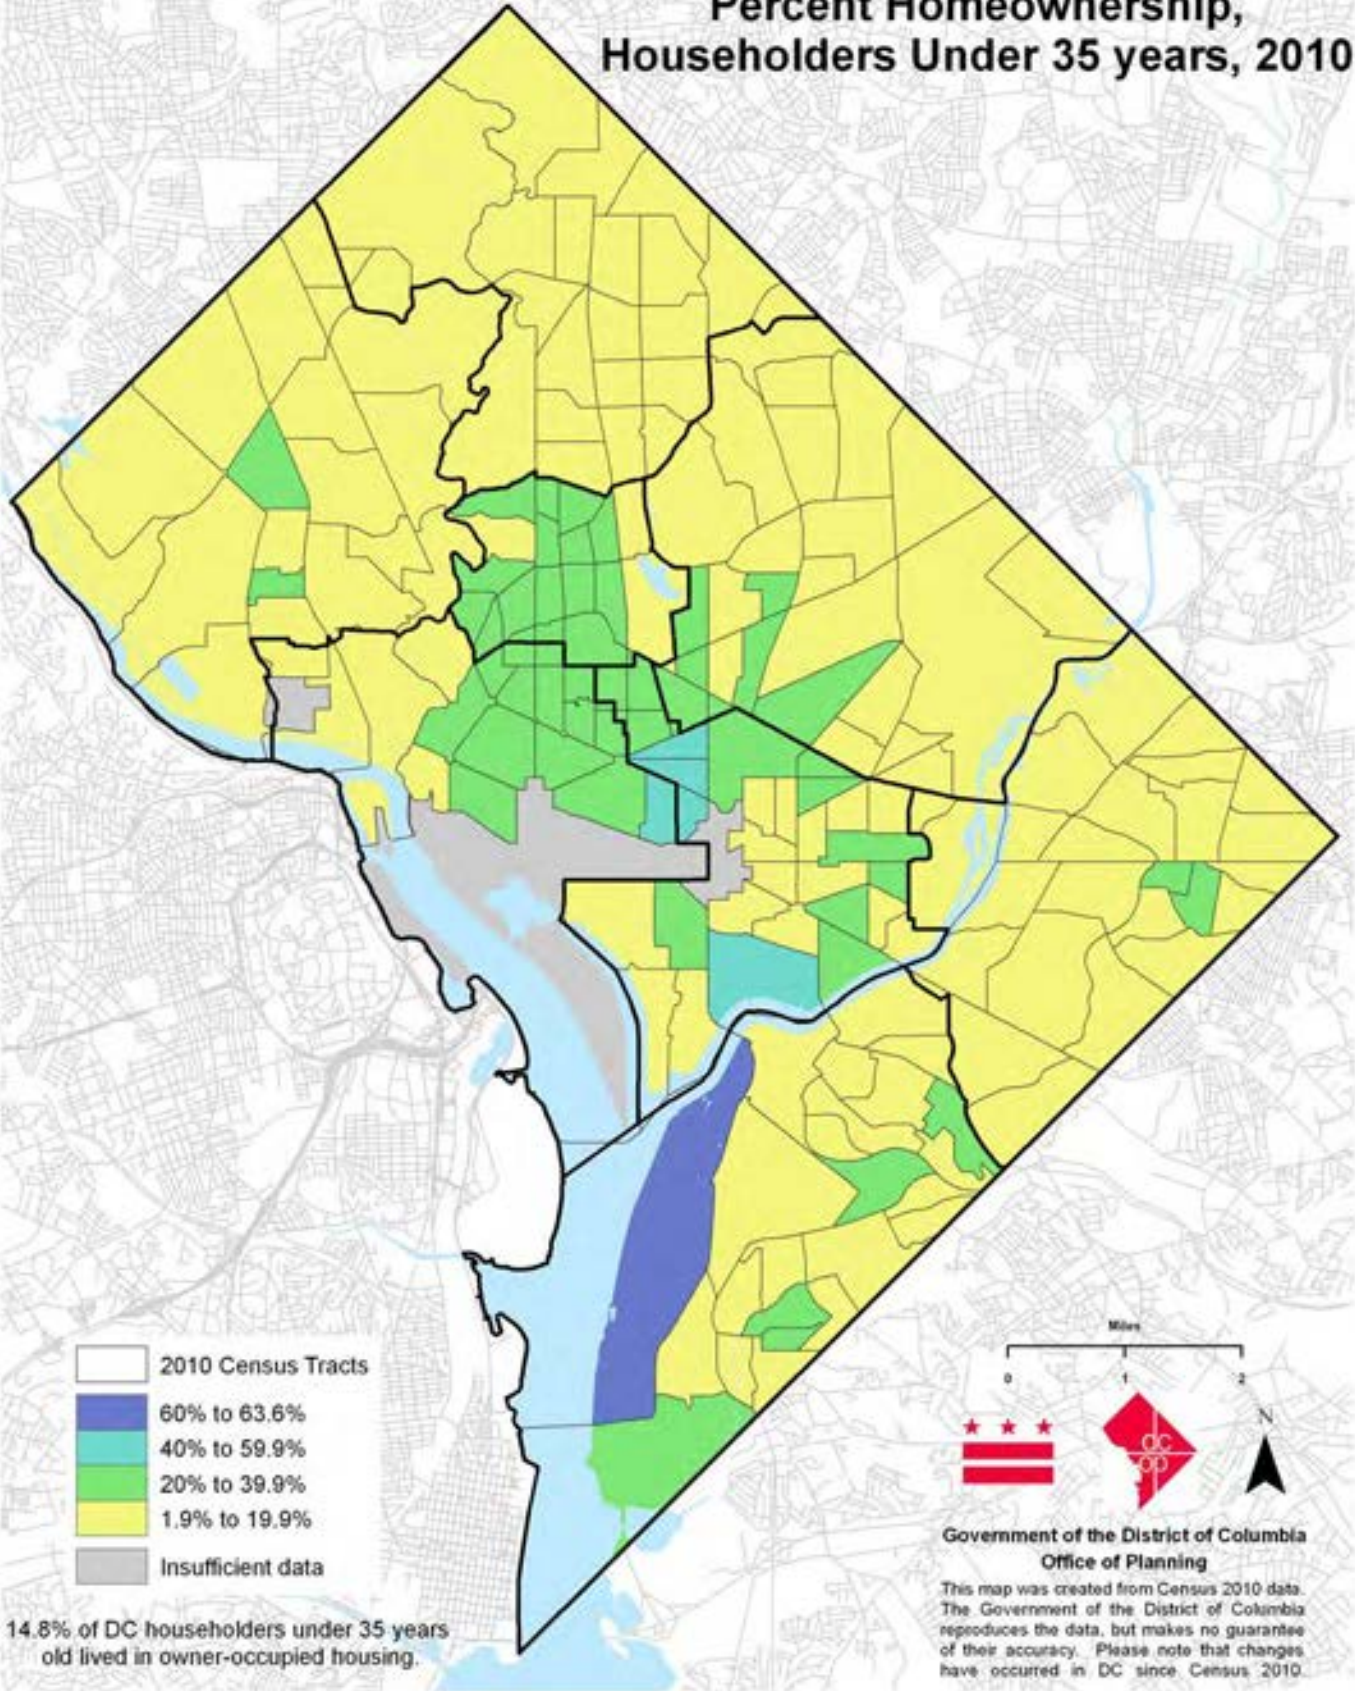 Percent Homeownership,
Householders Under 35 years, 2010
2010 Census Tracts
60% to 63.6%
40% to 59.9%
20% to 39.9%
1.9% to 19.9%
Insufficient data
14.8% of DC householders under 35 years
old lived in owner-occupied housing.
Miles
0 1 2
N
dc
op
Government of the District of Columbia
Office of Planning
This map was created from Census 2010 data.
The Government of the District of Columbia
reproduces the data, but makes no guarantee
of their accuracy. Please note that changes
have occurred in DC since Census 2010.